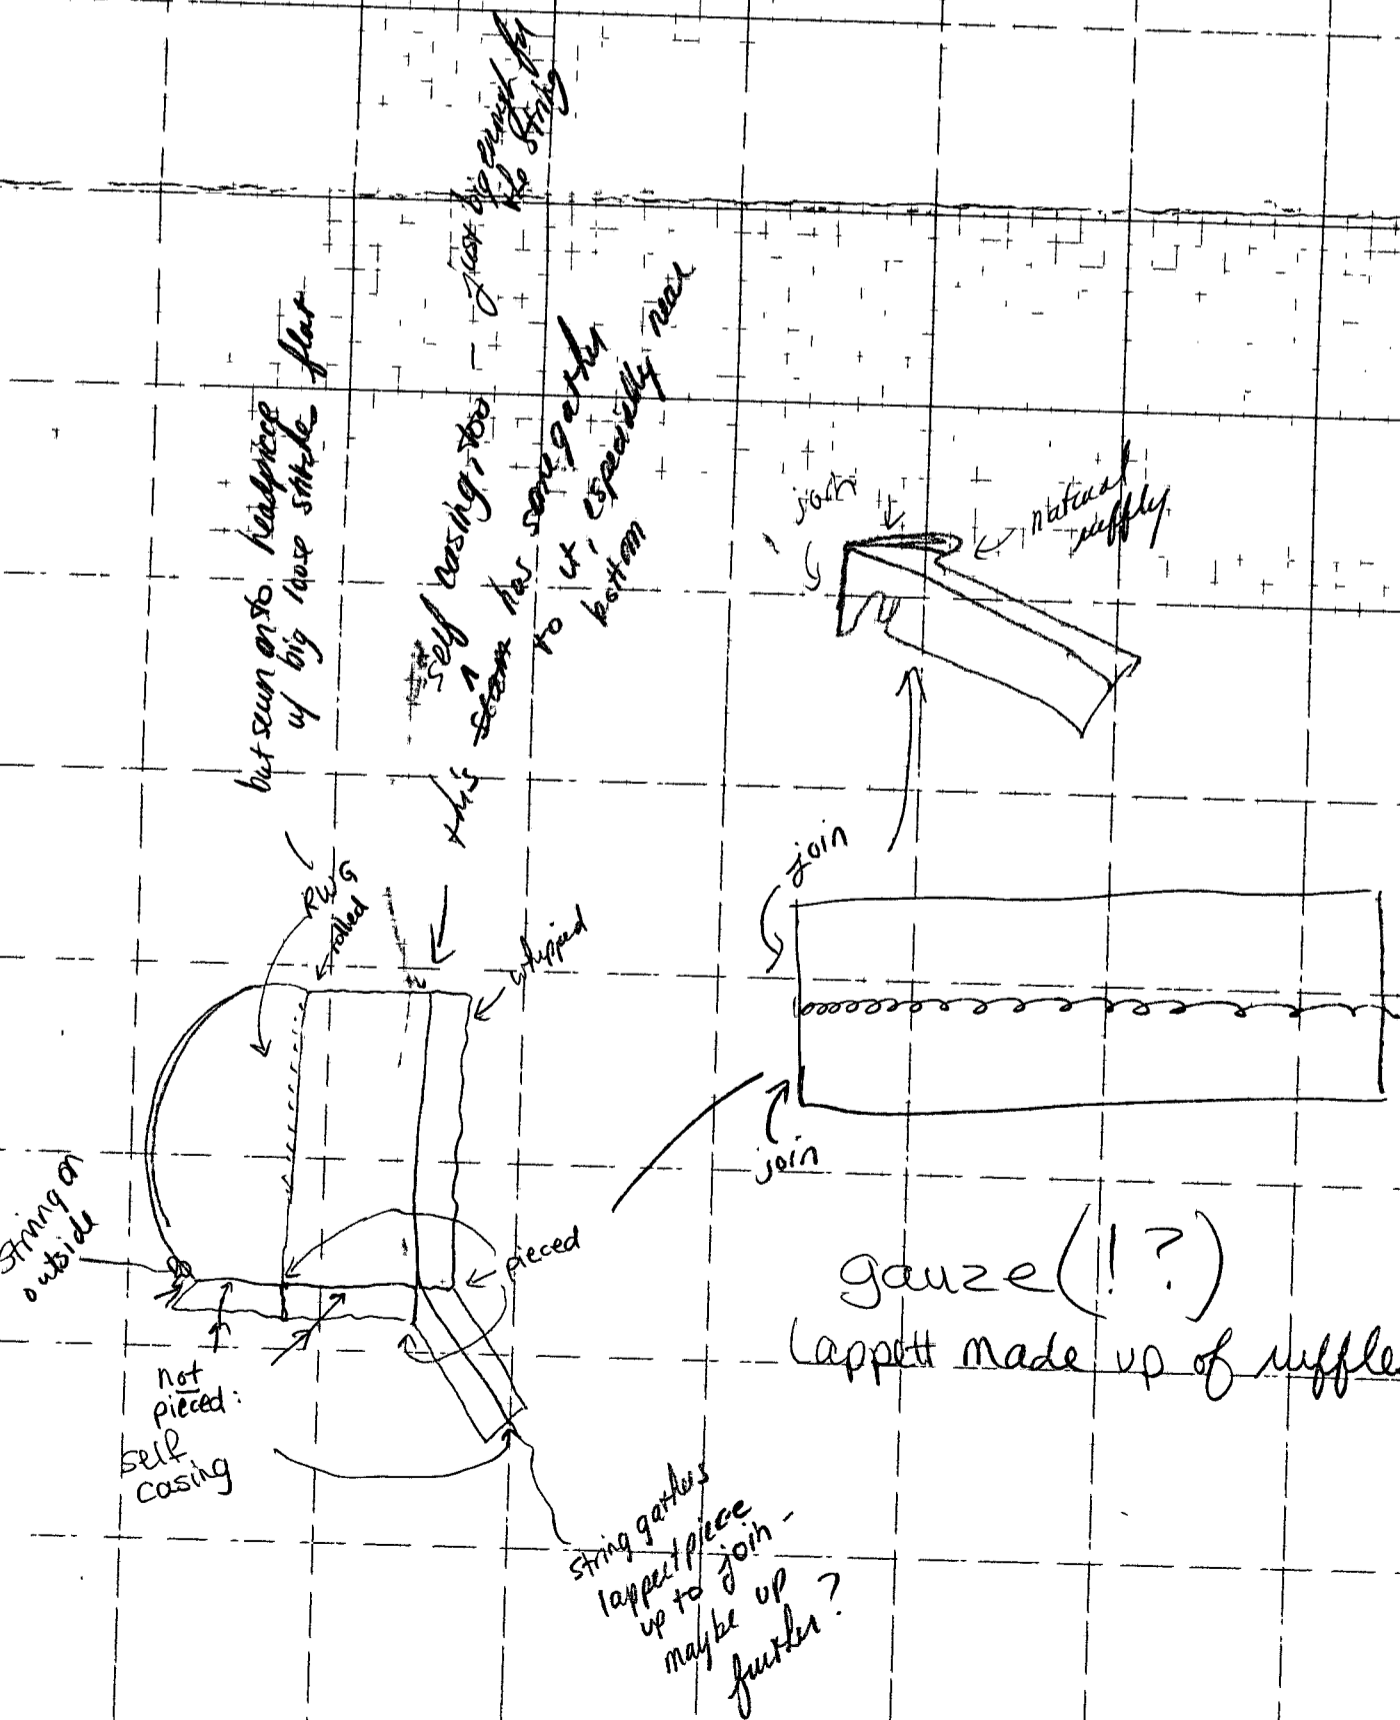 but sewn onto headpiece
w/ big loose stitches flat
self casing, too - just big enough for
the string
this seam has some gather
to it, especially near
bottom
join
natural
ruffly
RWG
rolled
whipped
join
join
string on
outside
pieced
not
pieced:
self
casing
string gathers
lappet piece
up to join -
maybe up
further?
gauze (!?)
Lappett made up of ruffle